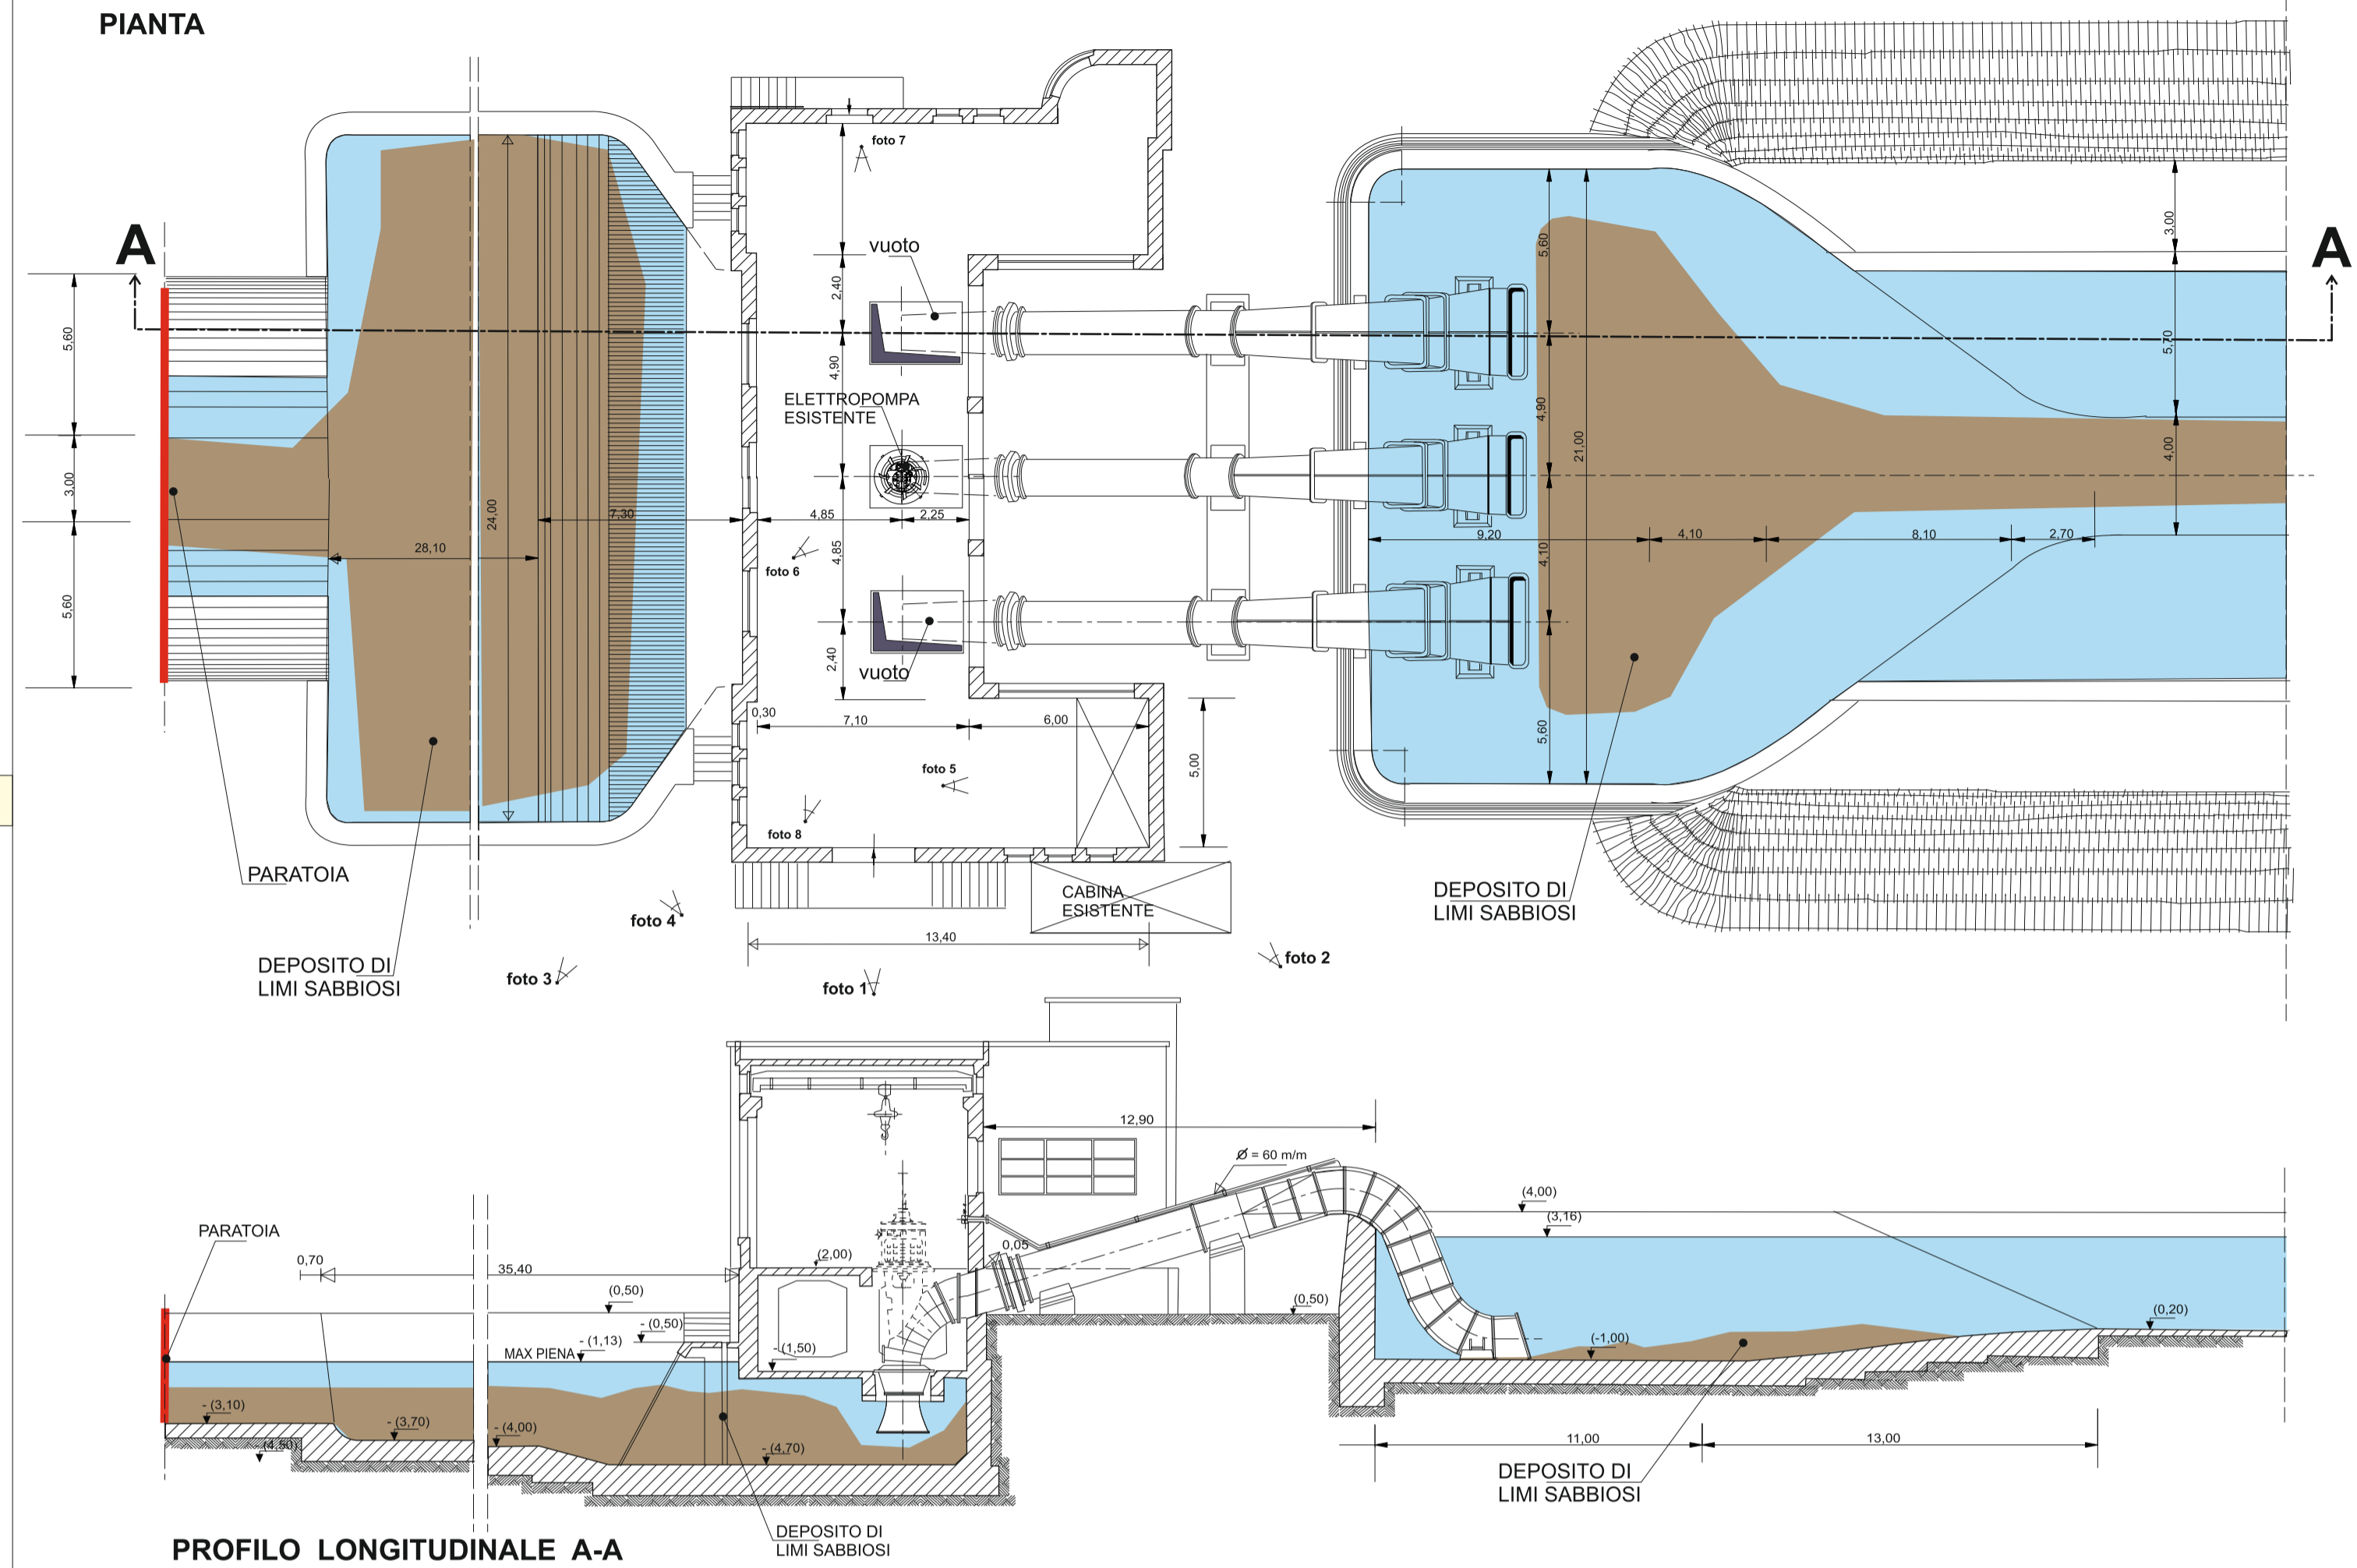 PIANTA
foto 7
A
A
vuoto
3,00
5,60
2,40
5,60
5,70
4,90
ELETTROPOMPA
ESISTENTE
4,90
21,00
4,00
3,00
24,00
7,30
4,85
2,25
28,10
4,85
foto 6
9,20
4,10
8,10
2,70
4,10
5,60
2,40
vuoto
0,30
7,10
6,00
5,60
5,00
foto 5
foto 8
PARATOIA
CABINA
ESISTENTE
DEPOSITO DI
LIMI SABBIOSI
foto 4
13,40
DEPOSITO DI
LIMI SABBIOSI
foto 3
foto 1
foto 2
12,90
Ø = 60 m/m
(4,00)
(3,16)
PARATOIA
0,70
35,40
(2,00)
0,05
(0,50)
(0,50)
- (0,50)
(0,20)
- (1,13)
MAX PIENA
- (1,50)
(-1,00)
- (3,10)
- (3,70)
- (4,00)
(4,50)
- (4,70)
11,00
13,00
DEPOSITO DI
LIMI SABBIOSI
DEPOSITO DI
LIMI SABBIOSI
PROFILO LONGITUDINALE A-A